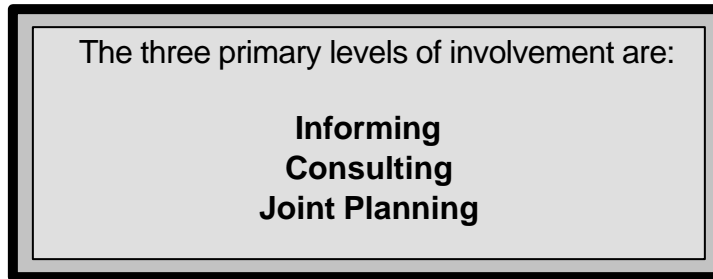 The three primary levels of involvement are:
Informing
Consulting
Joint Planning